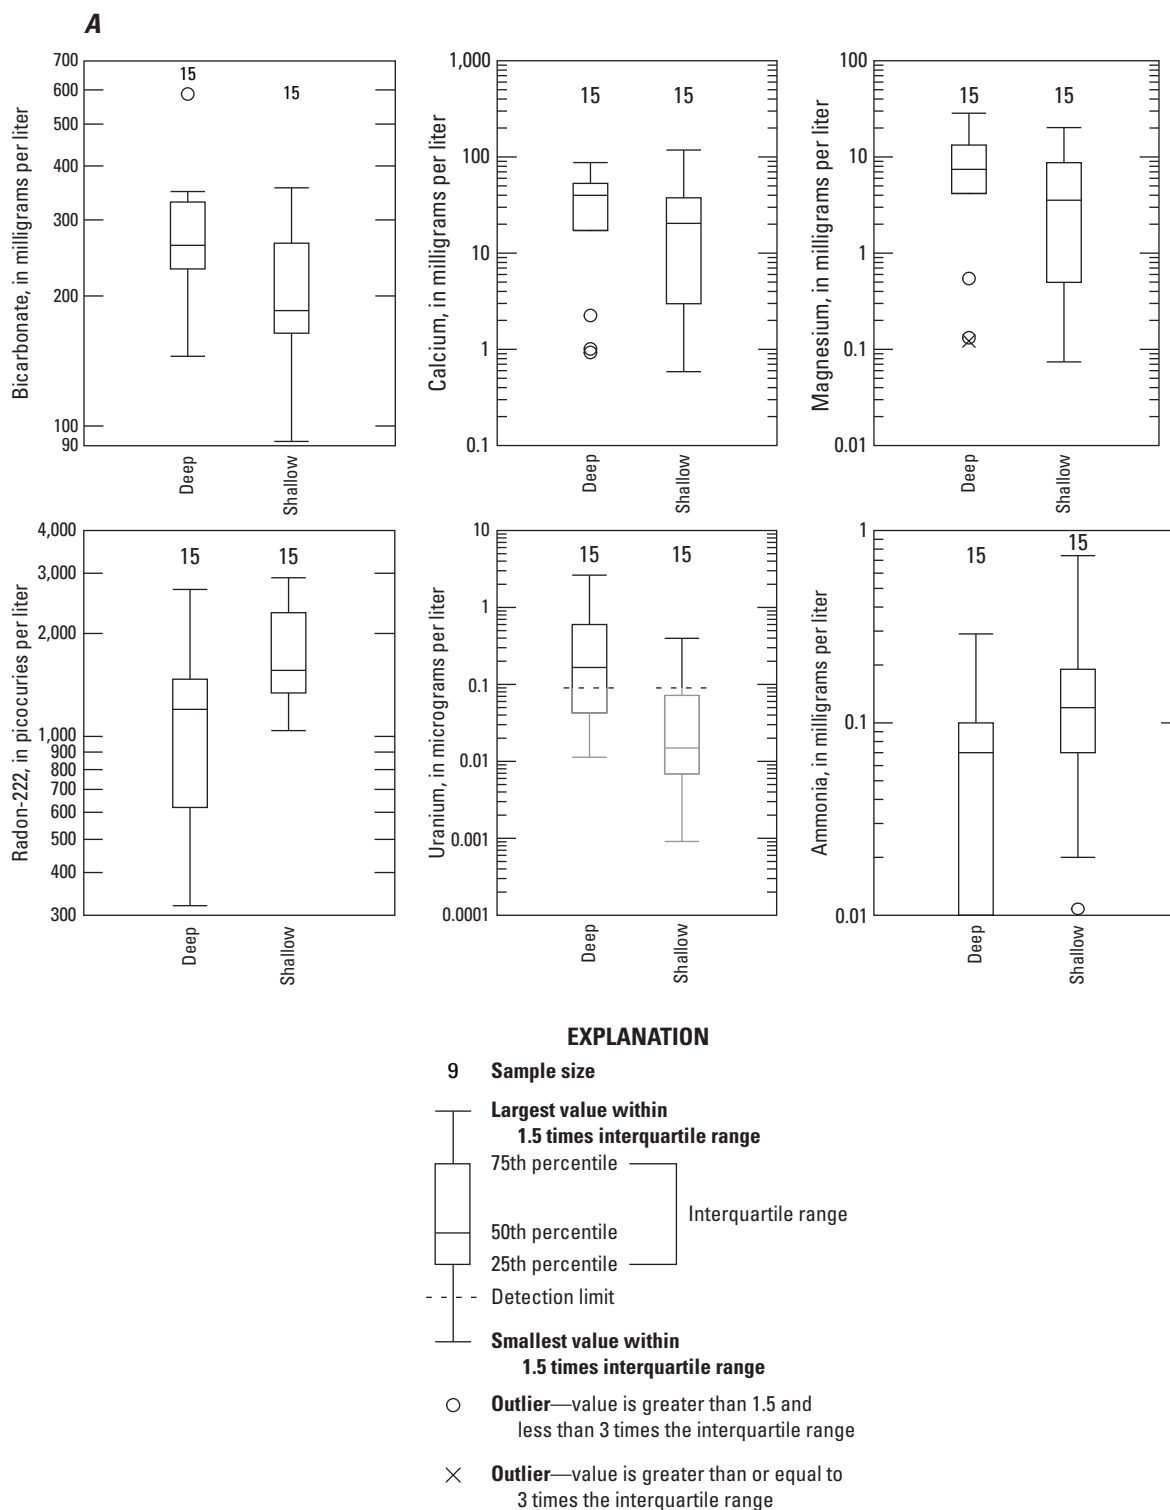 A
Bicarbonate, in milligrams per liter
700
600
500
400
300
200
100
90
15
15
Deep
Shallow
Calcium, in milligrams per liter
1,000
100
10
1
0.1
15
15
Deep
Shallow
Magnesium, in milligrams per liter
100
10
1
0.1
0.01
15
15
Deep
Shallow
Radon-222, in picocuries per liter
4,000
3,000
2,000
1,000
900
800
700
600
500
400
300
15
15
Deep
Shallow
Uranium, in micrograms per liter
10
1
0.1
0.01
0.001
0.0001
15
15
Deep
Shallow
Ammonia, in milligrams per liter
1
0.1
0.01
15
15
Deep
Shallow
EXPLANATION
9 Sample size
Largest value within
1.5 times interquartile range
75th percentile
Interquartile range
50th percentile
25th percentile
Detection limit
Smallest value within
1.5 times interquartile range
Outlier—value is greater than 1.5 and
less than 3 times the interquartile range
Outlier—value is greater than or equal to
3 times the interquartile range